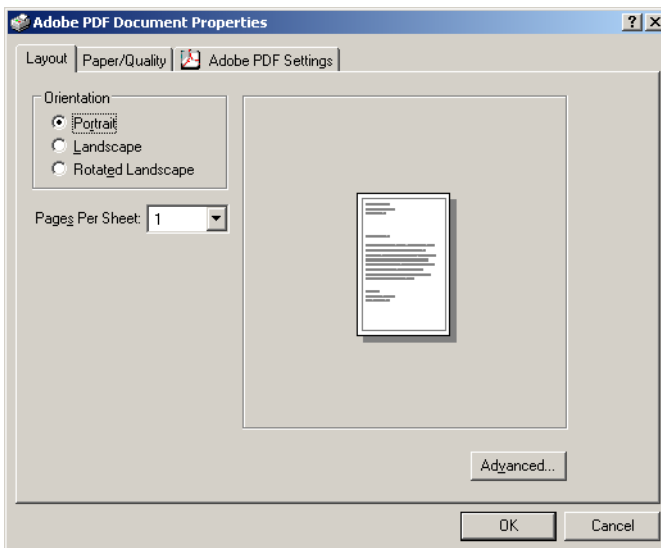 Adobe PDF Document Properties
Layout
Paper/Quality
Adobe PDF Settings
Orientation
Portrait
Landscape
Rotated Landscape
Pages Per Sheet: 1
Advanced...
OK
Cancel